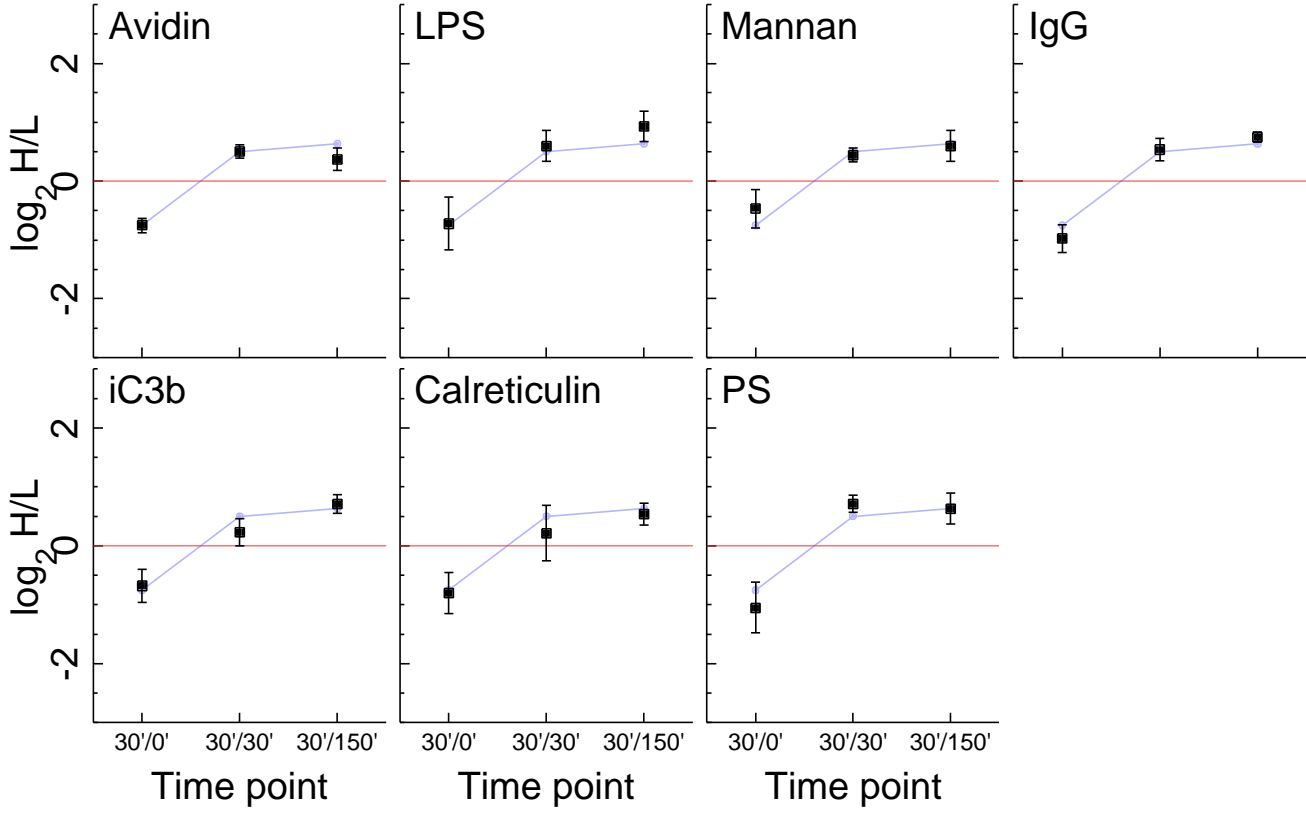 Avidin
LPS
Mannan
IgG
2
0
-2
log2 H/L
iC3b
Calreticulin
PS
2
0
-2
log2 H/L
30'/0' 30'/30' 30'/150'
30'/0' 30'/30' 30'/150'
30'/0' 30'/30' 30'/150'
Time point
Time point
Time point